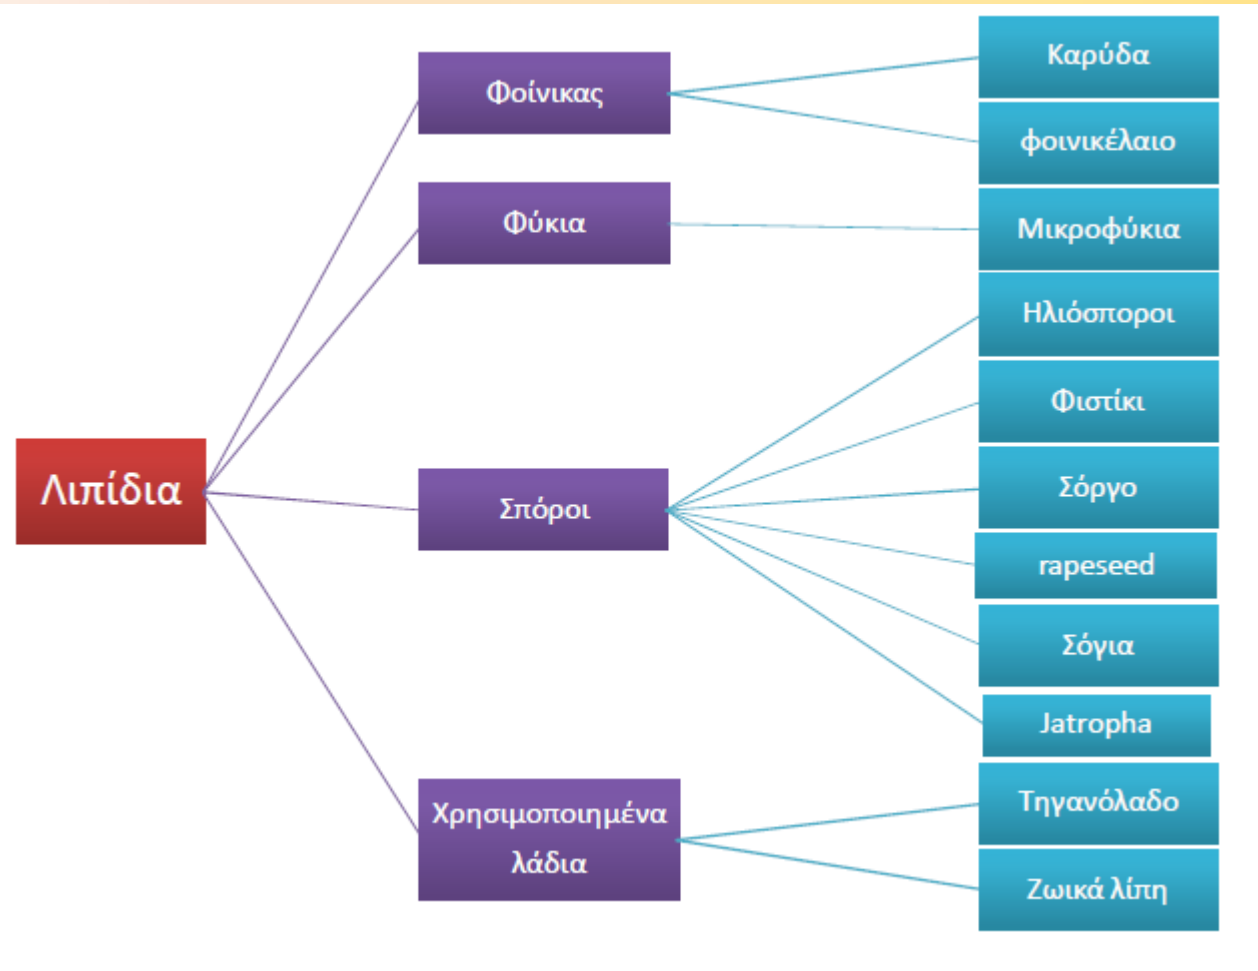 Λιπίδια
Φοίνικας
Καρύδα
φοινικέλαιο
Φύκια
Μικροφύκια
Σπόροι
Ηλιόσποροι
Φιστίκι
Σόργο
rapeseed
Σόγια
Jatropha
Χρησιμοποιημένα
λάδια
Τηγανόλαδο
Ζωικά λίπη